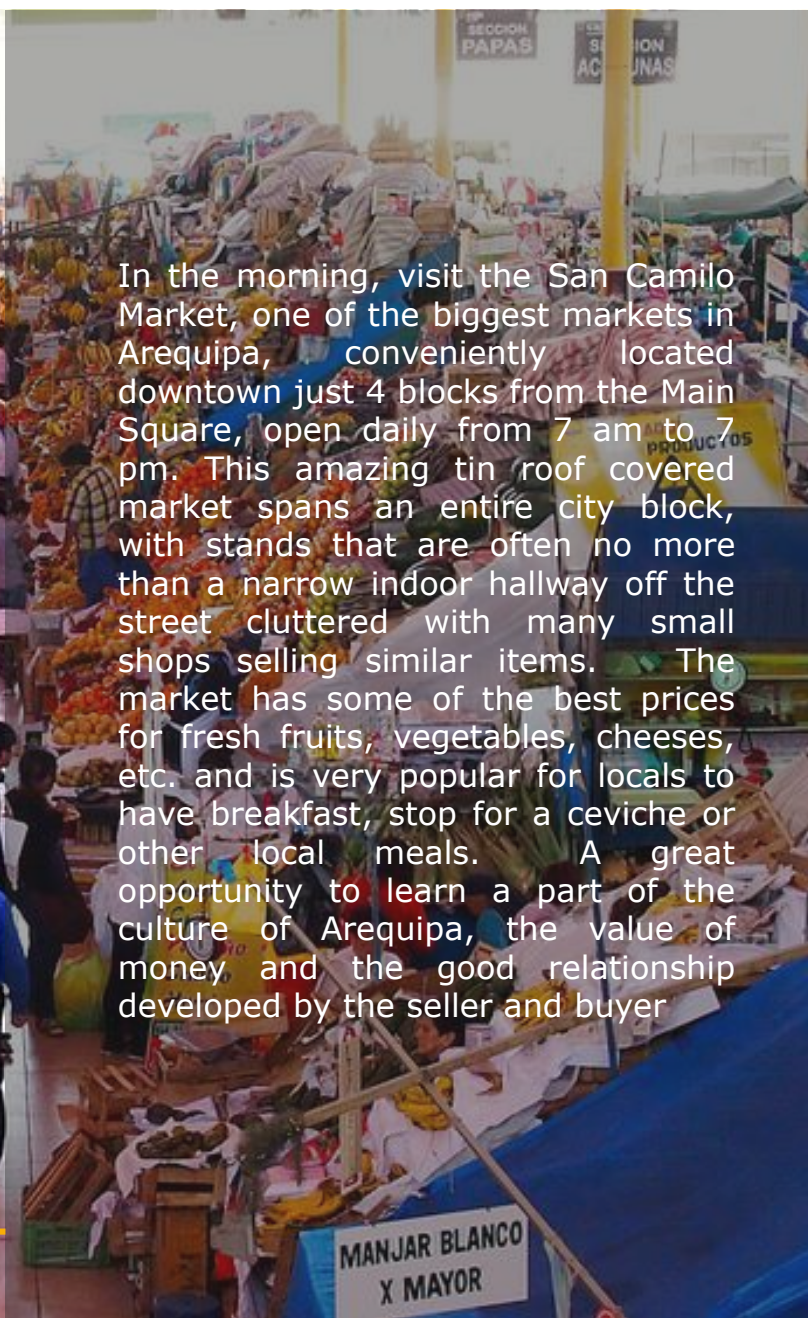 SECCION
PAPAS
In the morning, visit the San Camilo
Market, one of the biggest markets in
Arequipa, conveniently located
downtown just 4 blocks from the Main
Square, open daily from 7 am to 7
pm. This amazing tin roof covered
market spans an entire city block,
with stands that are often no more
than a narrow indoor hallway off the
street cluttered with many small
shops selling similar items. The
market has some of the best prices
for fresh fruits, vegetables, cheeses,
etc. and is very popular for locals to
have breakfast, stop for a ceviche or
other local meals. A great
opportunity to learn a part of the
culture of Arequipa, the value of
money and the good relationship
developed by the seller and buyer
PRODUCTOS
MANJAR BLANCO
X MAYOR